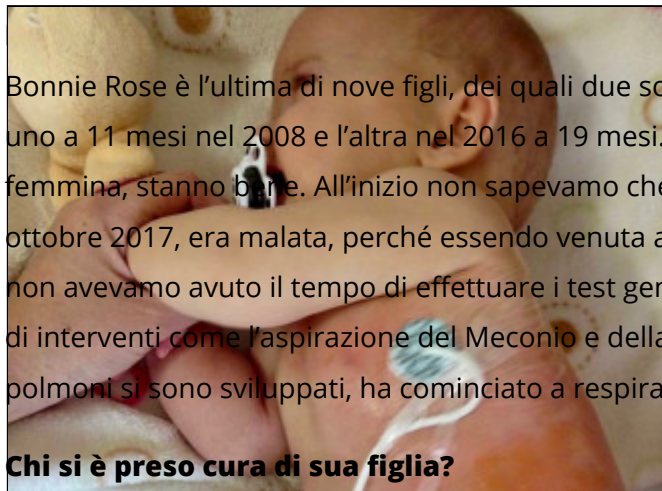 Bonnie Rose è l’ultima di nove figli, dei quali due so
uno a 11 mesi nel 2008 e l’altra nel 2016 a 19 mesi.
femmina, stanno bene. All’inizio non sapevamo che
ottobre 2017, era malata, perché essendo venuta a
non avevamo avuto il tempo di effettuare i test gen
di interventi come l’aspirazione del Meconio e della
polmoni si sono sviluppati, ha cominciato a respira
Chi si è preso cura di sua figlia?